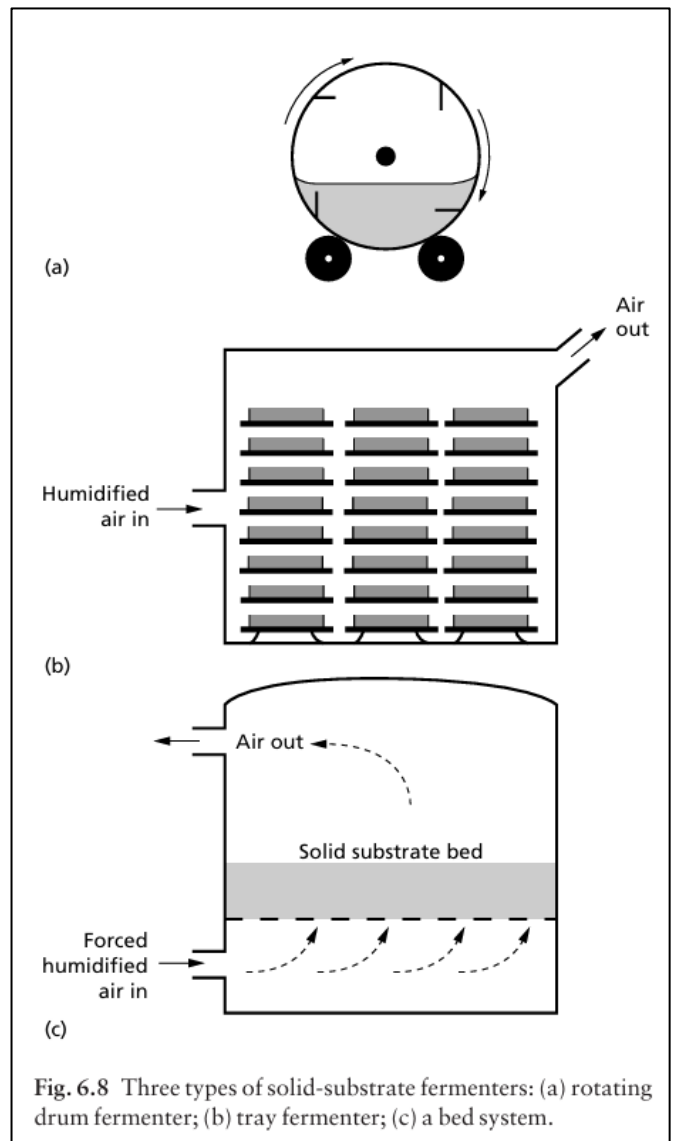 (a)
Air
out
Humidified
air in
(b)
Air out
Solid substrate bed
Forced
humidified
air in
(c)
Fig. 6.8 Three types of solid-substrate fermenters: (a) rotating
drum fermenter; (b) tray fermenter; (c) a bed system.